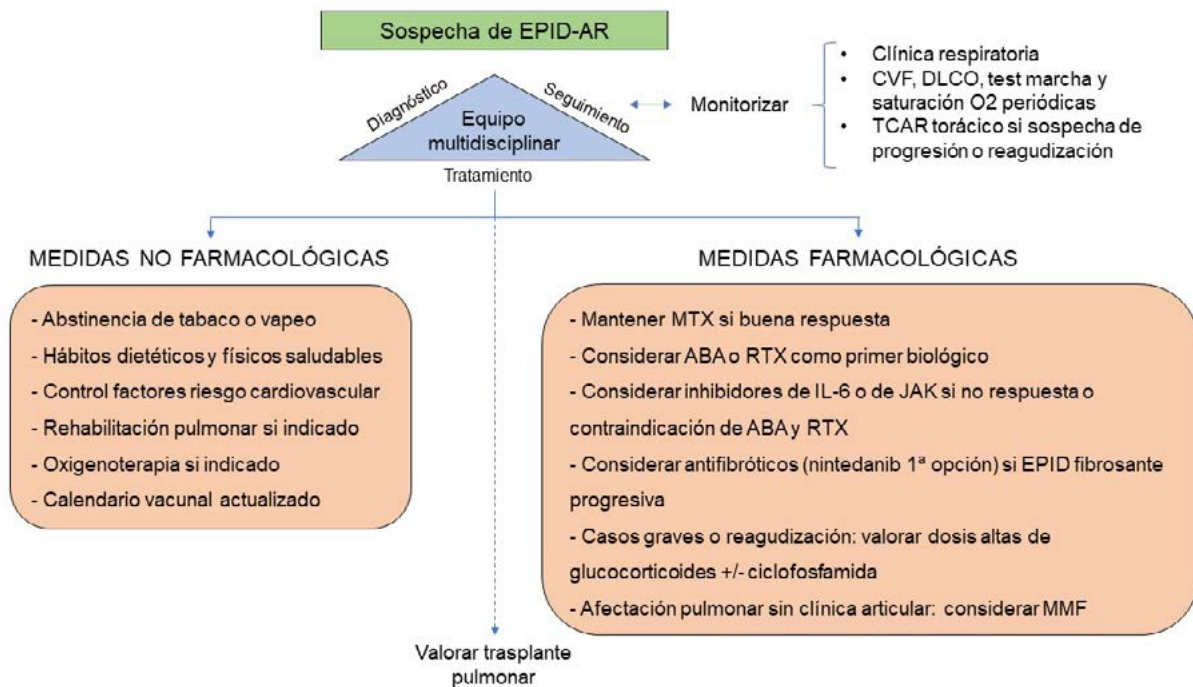 Sospecha de EPID-AR
Diagnóstico
Seguimiento
Equipo
multidisciplinar
Tratamiento
Monitorizar
• Clínica respiratoria
• CVF, DLCO, test marcha y
saturación O2 periódicas
• TCAR torácico si sospecha de
progresión o reagudización
MEDIDAS NO FARMACOLÓGICAS
- Abstinencia de tabaco o vapeo
- Hábitos dietéticos y físicos saludables
- Control factores riesgo cardiovascular
- Rehabilitación pulmonar si indicado
- Oxigenoterapia si indicado
- Calendario vacunal actualizado
MEDIDAS FARMACOLÓGICAS
- Mantener MTX si buena respuesta
- Considerar ABA o RTX como primer biológico
- Considerar inhibidores de IL-6 o de JAK si no respuesta o
contraindicación de ABA y RTX
- Considerar antifibróticos (nintedanib 1ª opción) si EPID fibrosante
progresiva
- Casos graves o reagudización: valorar dosis altas de
glucocorticoides +/- ciclofosfamida
- Afectación pulmonar sin clínica articular: considerar MMF
Valorar trasplante
pulmonar